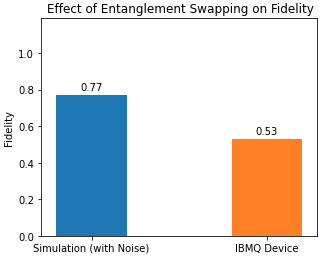 Effect of Entanglement Swapping on Fidelity
1.0
0.8
0.6
0.4
0.2
0.0
Fidelity
0.77
0.53
Simulation (with Noise)
IBMQ Device